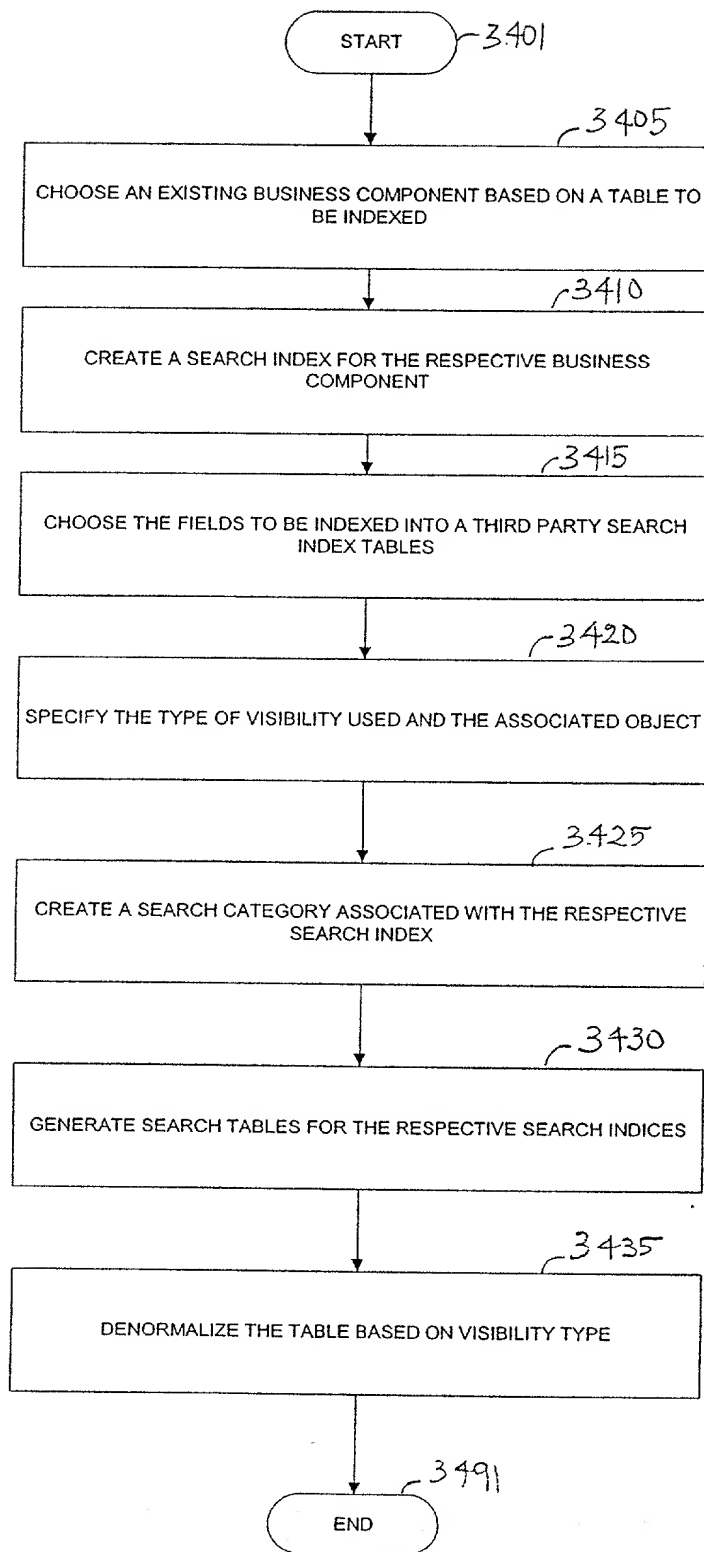 START
3401
3405
CHOOSE AN EXISTING BUSINESS COMPONENT BASED ON A TABLE TO
BE INDEXED
3410
CREATE A SEARCH INDEX FOR THE RESPECTIVE BUSINESS
COMPONENT
3415
CHOOSE THE FIELDS TO BE INDEXED INTO A THIRD PARTY SEARCH
INDEX TABLES
3420
SPECIFY THE TYPE OF VISIBILITY USED AND THE ASSOCIATED OBJECT
3425
CREATE A SEARCH CATEGORY ASSOCIATED WITH THE RESPECTIVE
SEARCH INDEX
3430
GENERATE SEARCH TABLES FOR THE RESPECTIVE SEARCH INDICES
3435
DENORMALIZE THE TABLE BASED ON VISIBILITY TYPE
3491
END